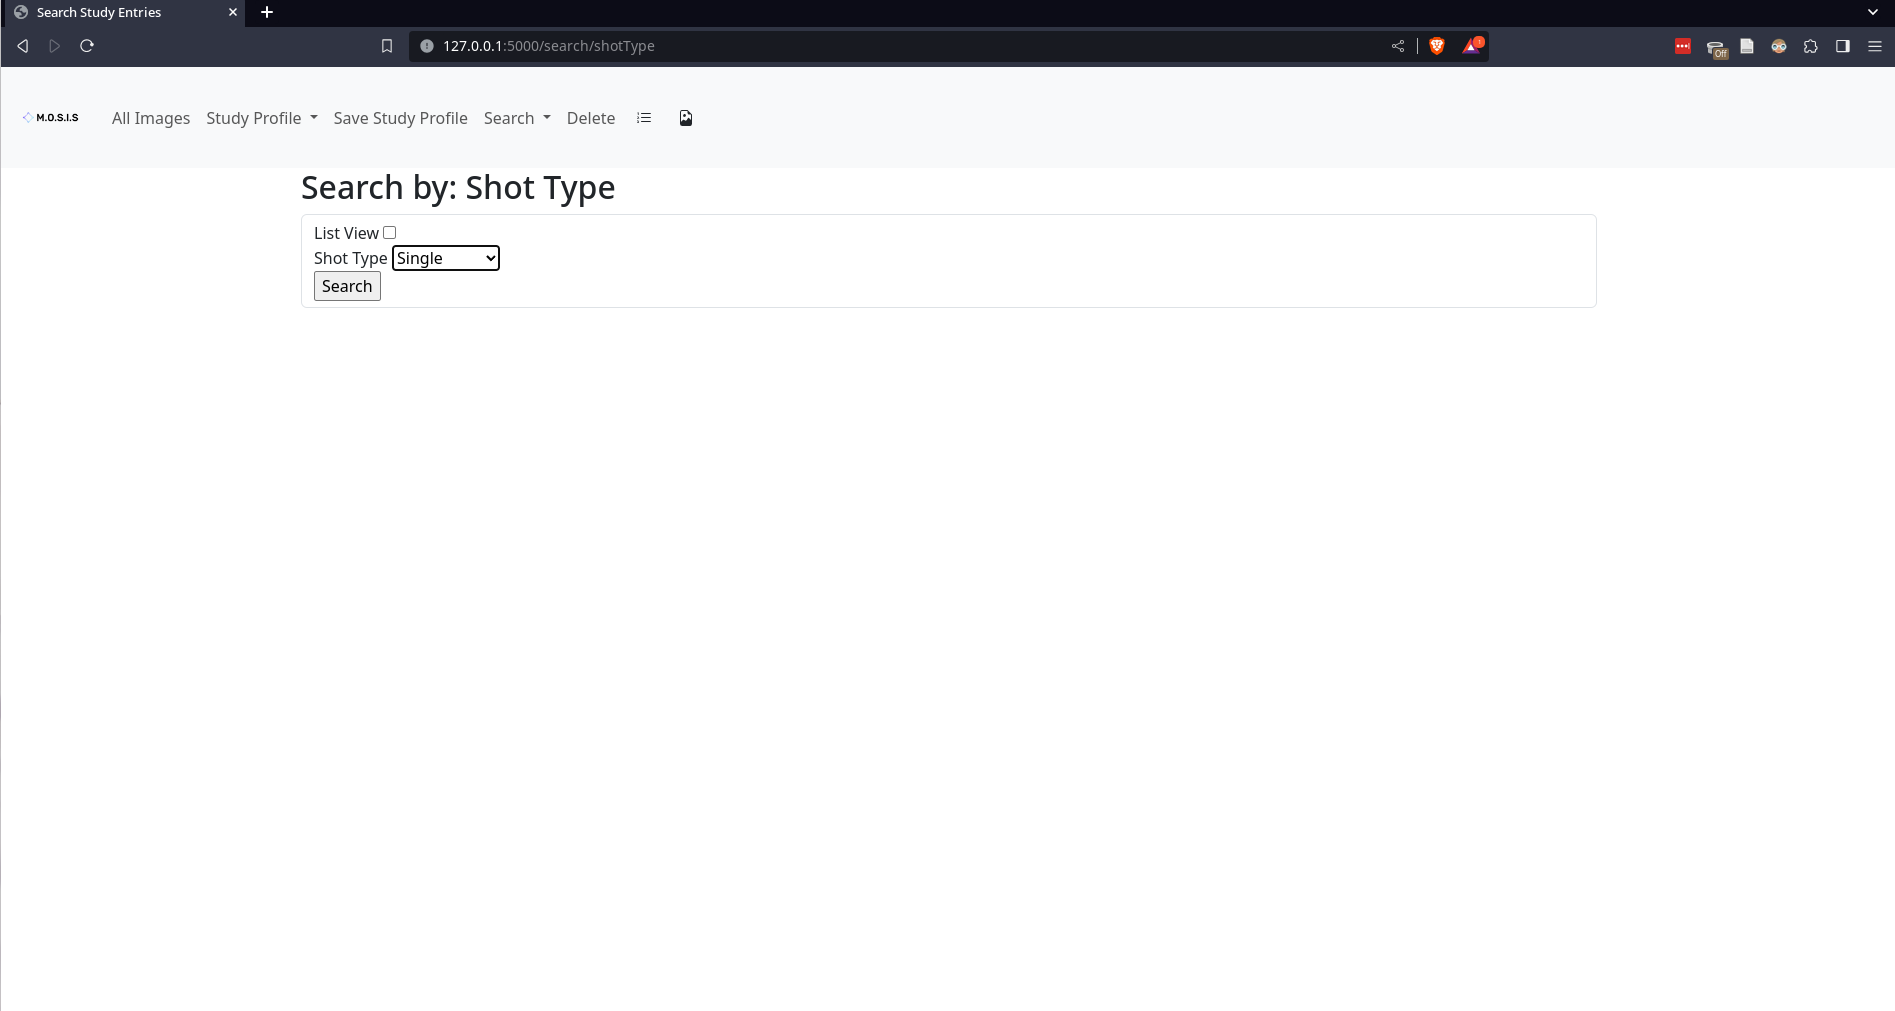 Search Study Entries
127.0.0.1:5000/search/shotType
1
Off
M.O.S.I.S
All Images Study Profile Save Study Profile Search Delete
Search by: Shot Type
List View
Shot Type Single
Search